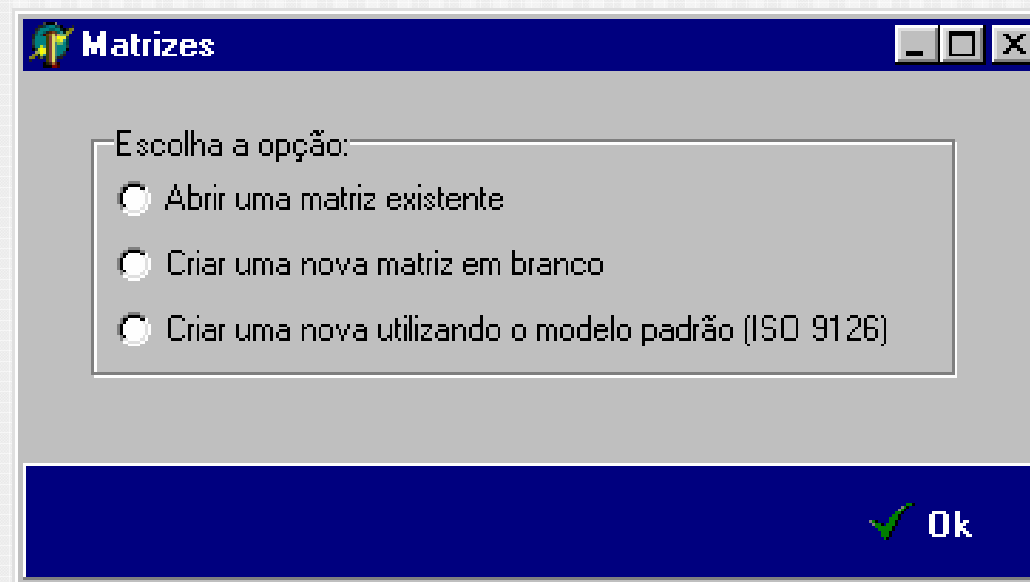 Matrizes
Escolha a opção:
Abrir uma matriz existente
Criar uma nova matriz em branco
Criar uma nova utilizando o modelo padrão (ISO 9126)
Ok